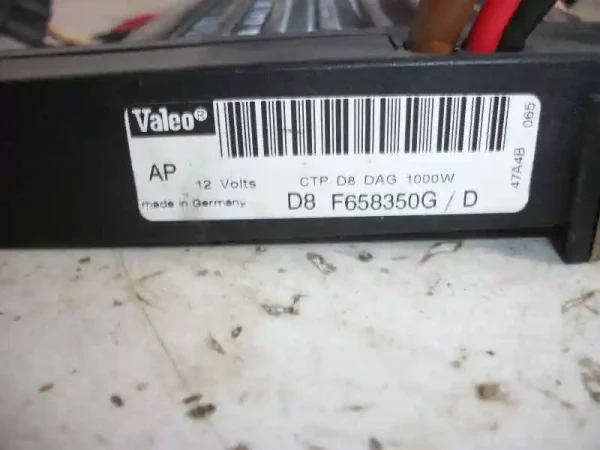 Valeo®
AP
12 Volts
CTP D8 DAG 1000W
made in Germany
D8 F658350G / D
47A4B 065